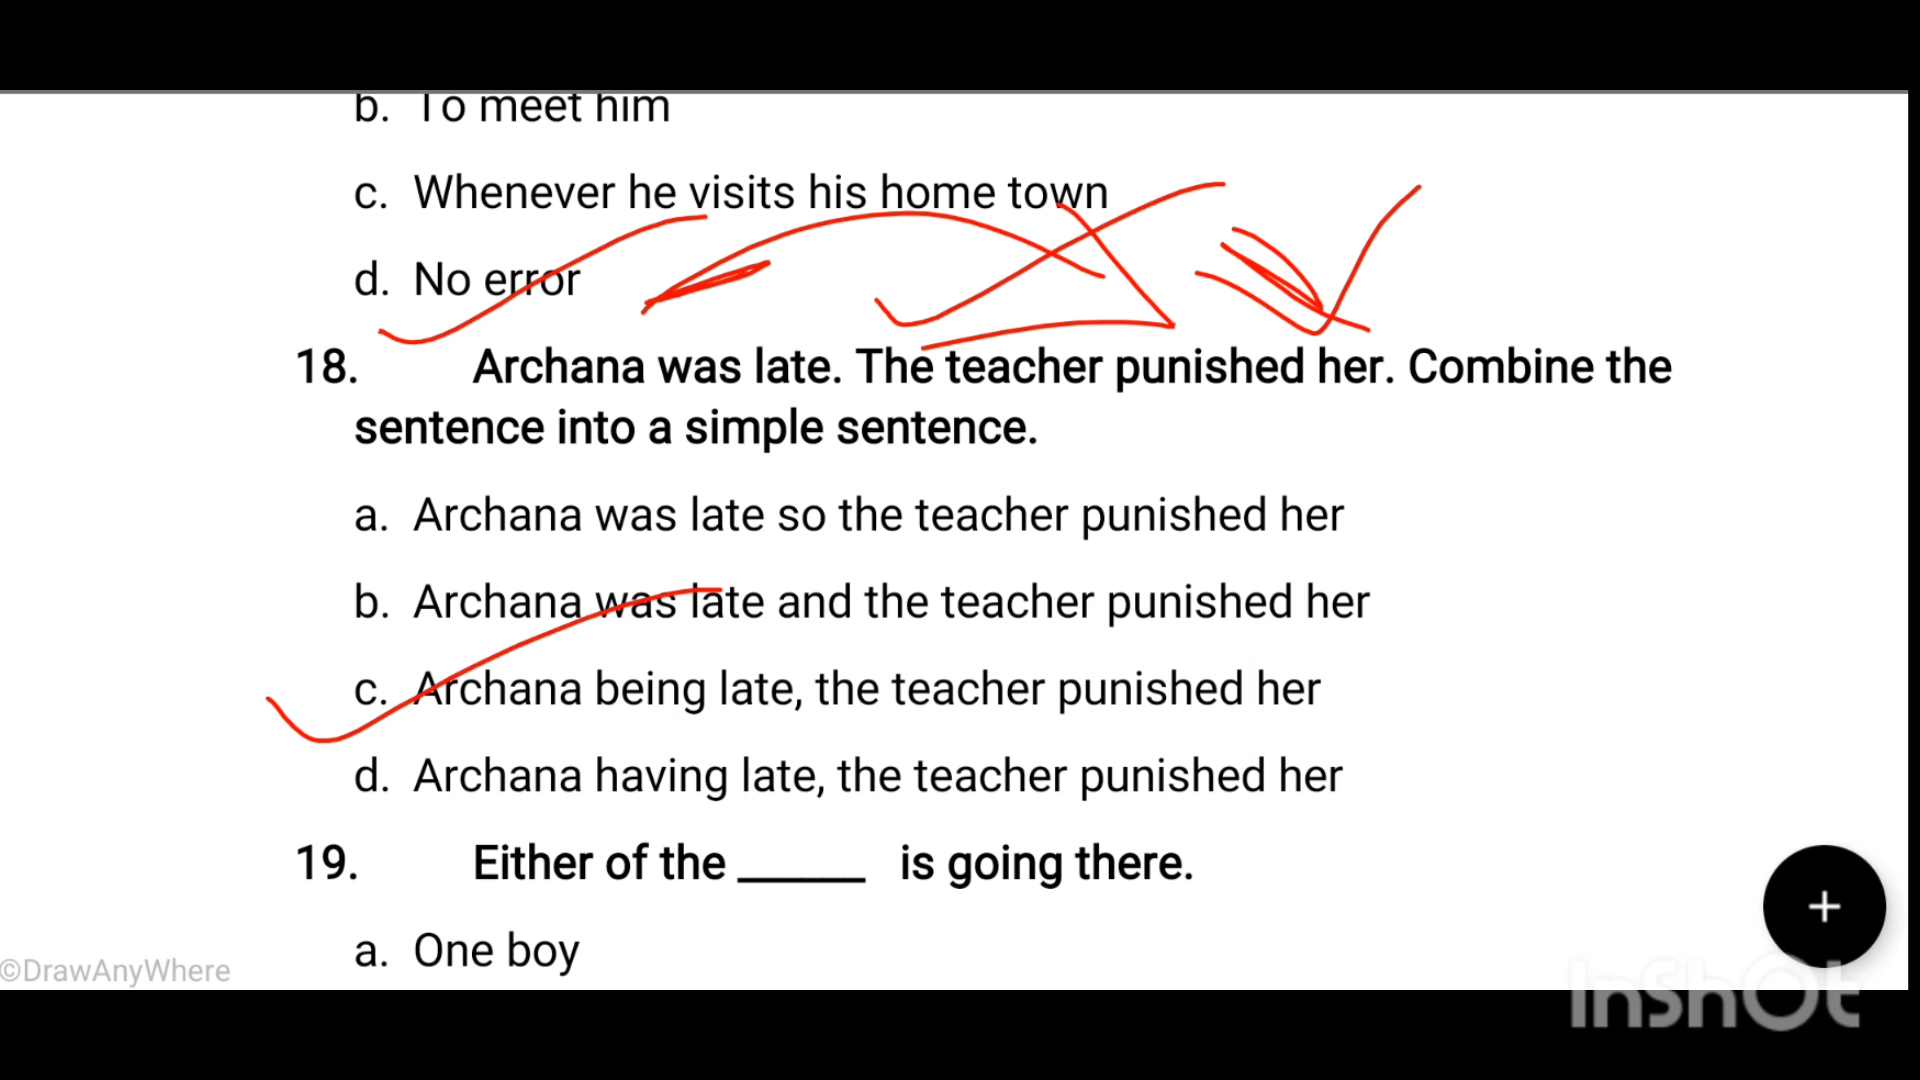 b. To meet him
c. Whenever he visits his home town
d. No error
18. Archana was late. The teacher punished her. Combine the
sentence into a simple sentence.
a. Archana was late so the teacher punished her
b. Archana was late and the teacher punished her
c. Archana being late, the teacher punished her
d. Archana having late, the teacher punished her
19. Either of the ______ is going there.
a. One boy
©DrawAnyWhere
+
InShOt